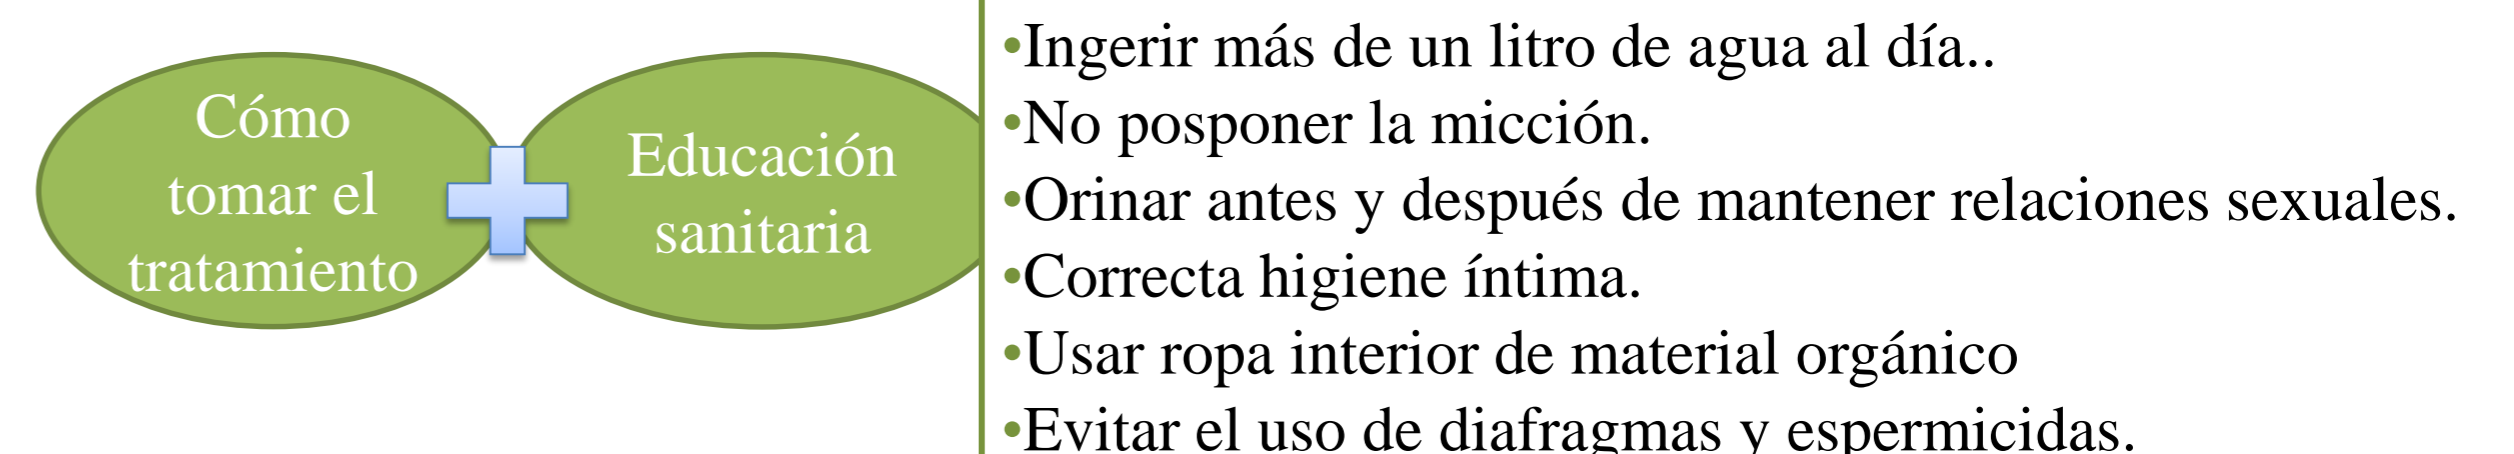 Cómo
tomar el
tratamiento
Educación
sanitaria
•Ingerir más de un litro de agua al día..
•No posponer la micción.
•Orinar antes y después de mantener relaciones sexuales.
•Correcta higiene íntima.
•Usar ropa interior de material orgánico
•Evitar el uso de diafragmas y espermicidas.